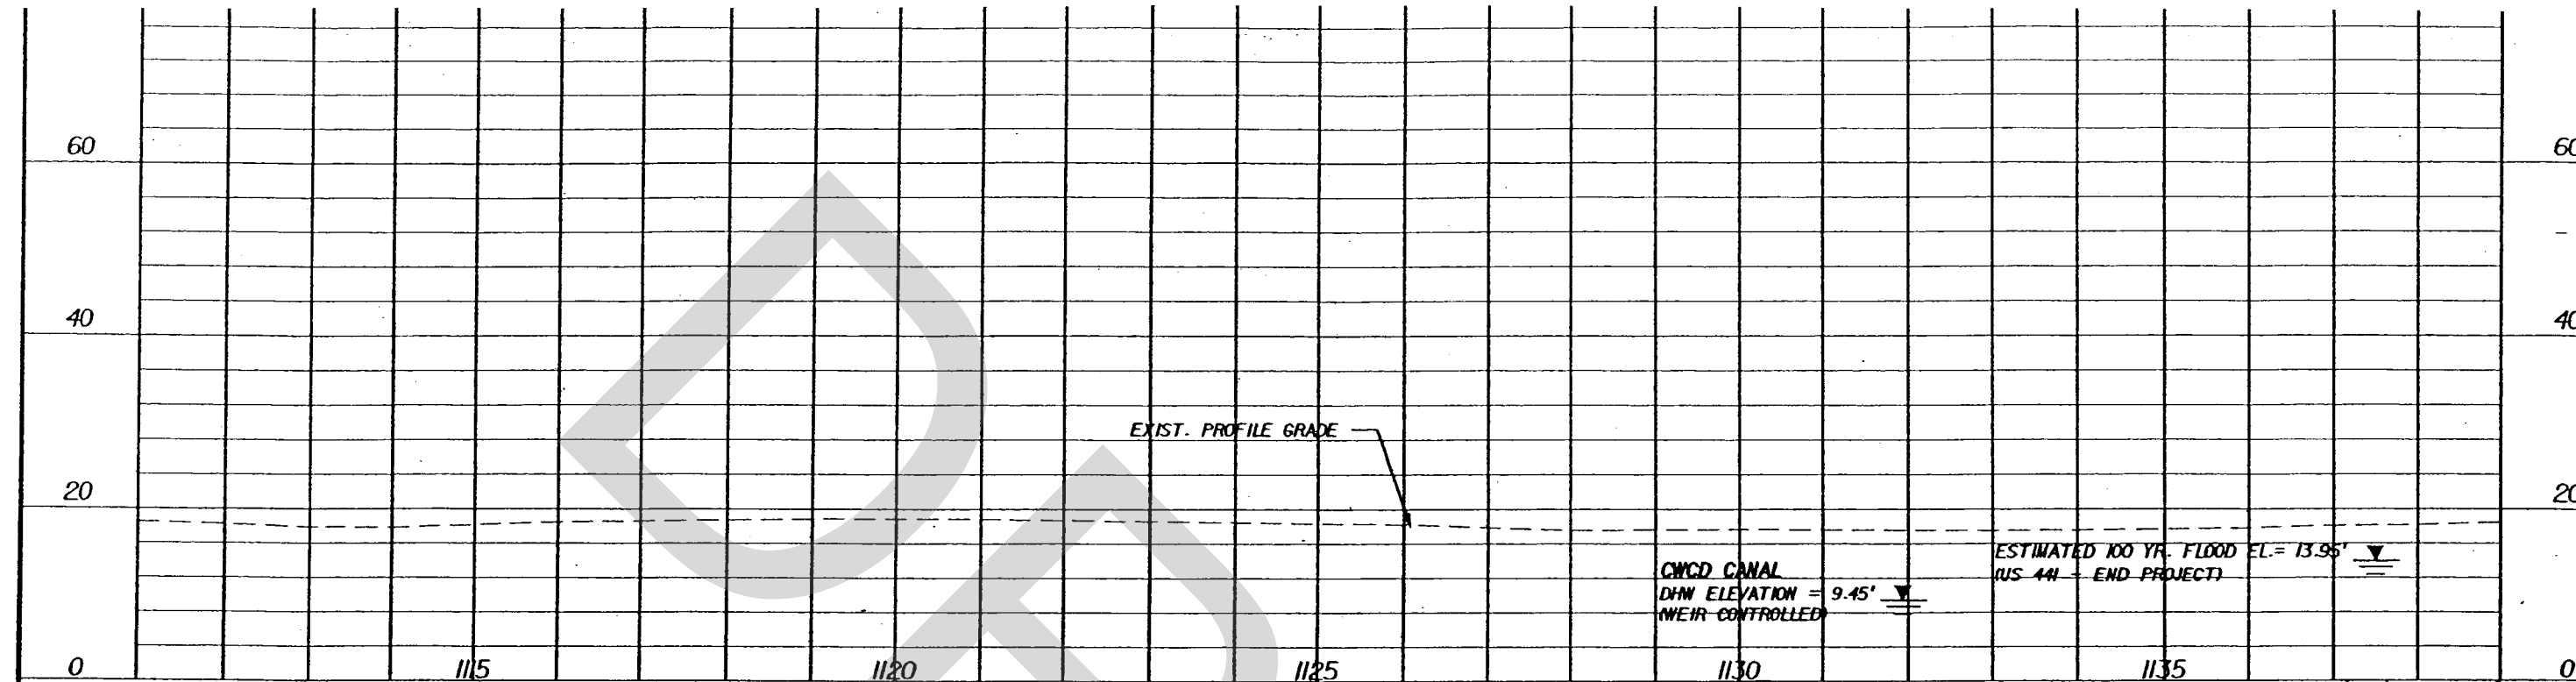 60
60
40
40
EXIST. PROFILE GRADE
20
20
ESTIMATED 100 YR. FLOOD EL.= 13.95'
(US 441 - END PROJECT)
CWCD CANAL
DHW ELEVATION = 9.45'
(WEIR CONTROLLED)
0
1115
1120
1125
1130
1135
0